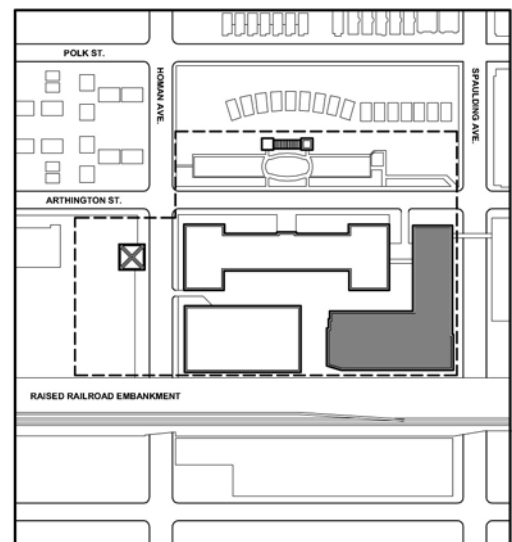 POLK ST.
HOMAN AVE.
SPAULDING AVE.
ARTHINGTON ST.
RAISED RAILROAD EMBANKMENT